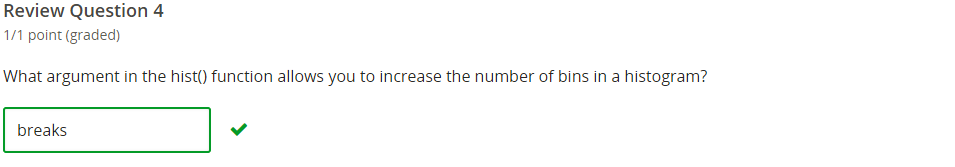 Review Question 4
1/1 point (graded)
What argument in the hist() function allows you to increase the number of bins in a histogram?
breaks